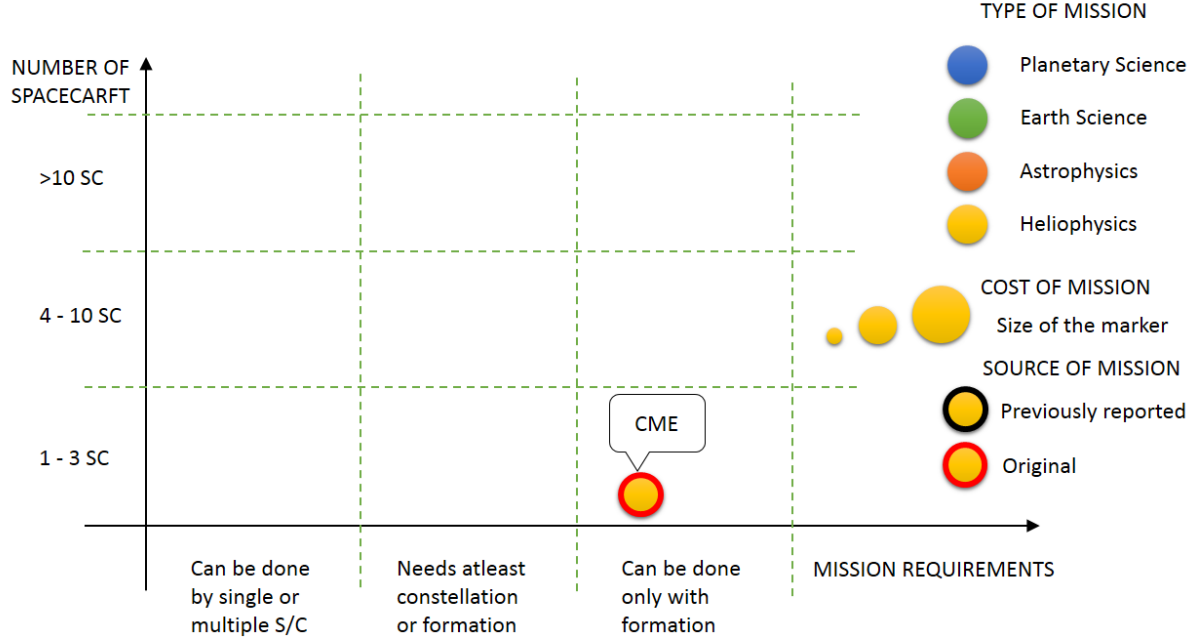 TYPE OF MISSION
NUMBER OF
SPACECARFT
Planetary Science
Earth Science
>10 SC
Astrophysics
Heliophysics
COST OF MISSION
4 - 10 SC
Size of the marker
SOURCE OF MISSION
Previously reported
CME
1 - 3 SC
Original
Can be done
by single or
multiple S/C
Needs atleast
constellation
or formation
Can be done
only with
formation
MISSION REQUIREMENTS